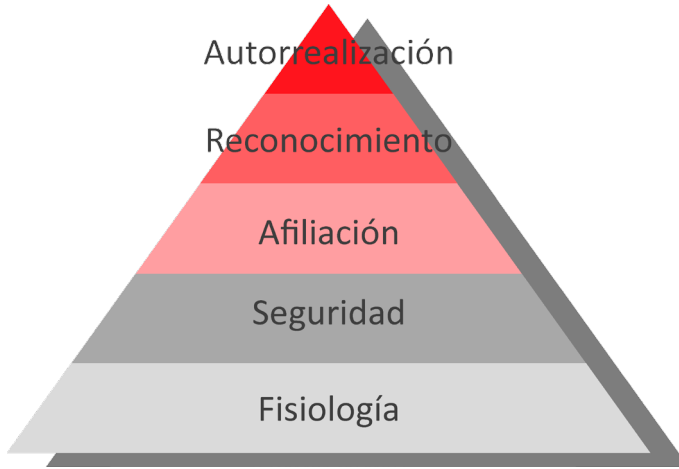 Autorrealización
Reconocimiento
Afiliación
Seguridad
Fisiología